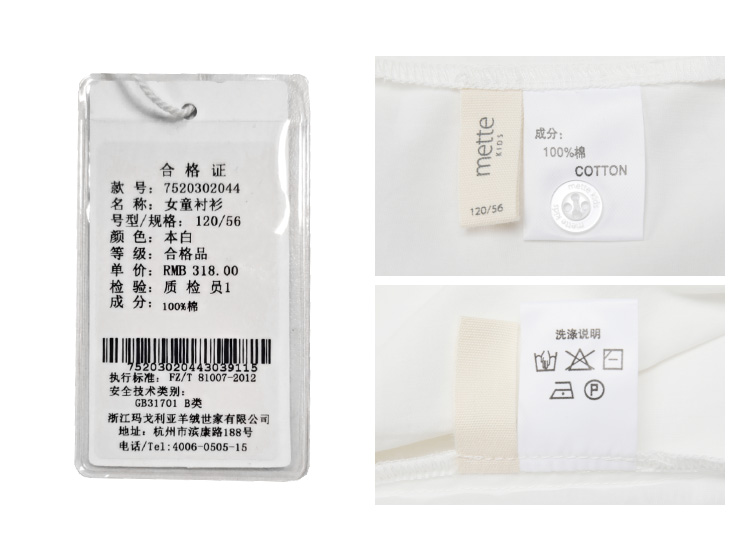 合格证
款号: 7520302044
名称: 女童衬衫
号型/规格: 120/56
颜色: 本白
等级: 合格品
单价: RMB 318.00
检验: 质 检 员1
成分: 100%棉
75203020443039115
执行标准: FZ/T 81007-2012
安全技术类别:
GB31701 B类
浙江玛戈利亚羊绒世家有限公司
地址: 杭州市滨康路188号
电话/Tel:4006-0505-15
mette
KIDS
120/56
成分:
100%棉
COTTON
洗涤说明
P